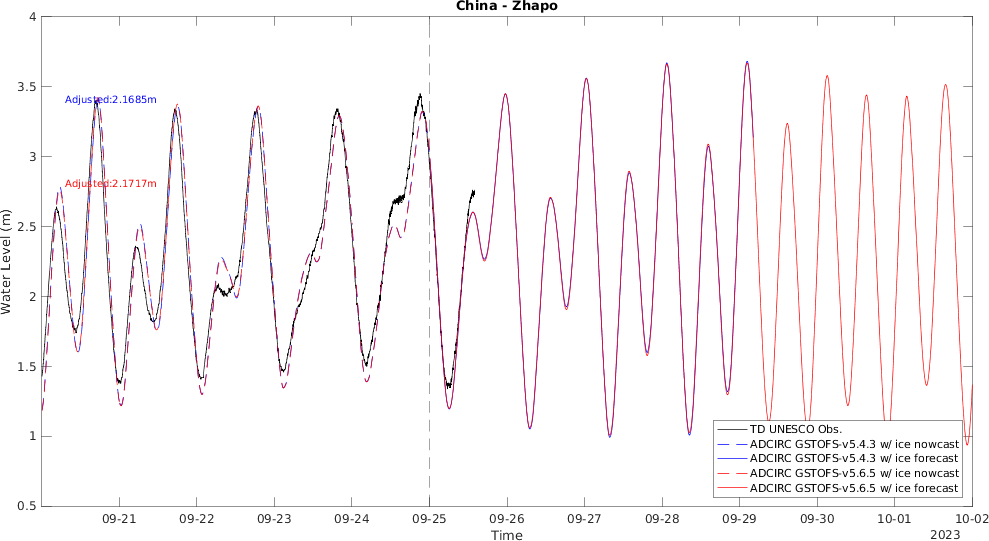 China - Zhapo
4
3.5
3
2.5
2
1.5
1
0.5
Water Level (m)
Adjusted:2.1685m
Adjusted:2.1717m
TD UNESCO Obs.
ADCIRC GSTOFS-v5.4.3 w/ ice nowcast
ADCIRC GSTOFS-v5.4.3 w/ ice forecast
ADCIRC GSTOFS-v5.6.5 w/ ice nowcast
ADCIRC GSTOFS-v5.6.5 w/ ice forecast
09-21 09-22 09-23 09-24 09-25 09-26 09-27 09-28 09-29 09-30 10-01 10-02
Time
2023